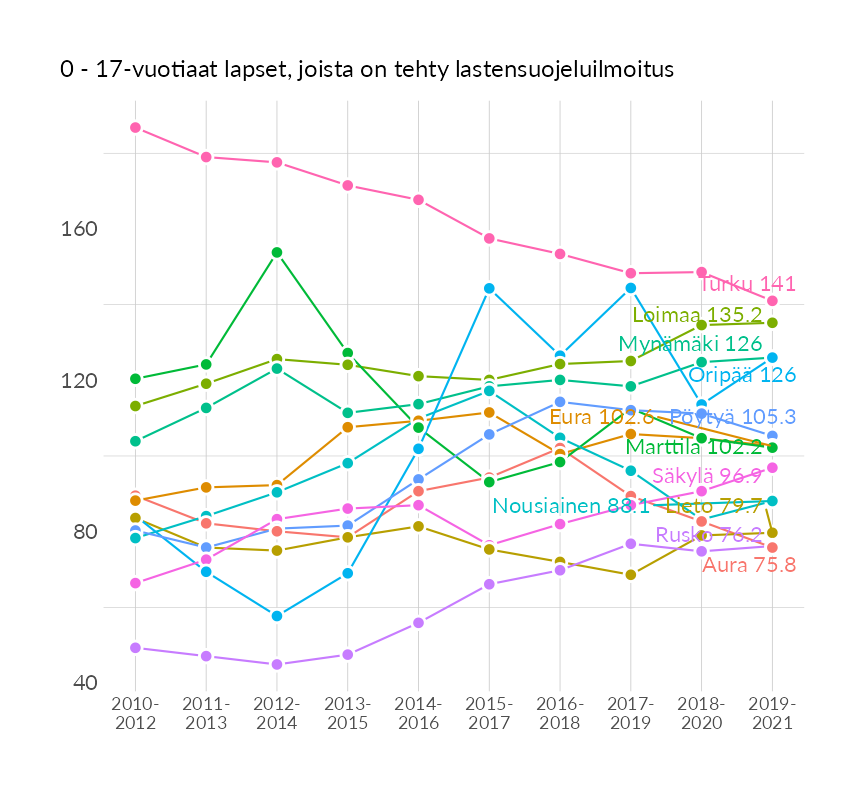 0 - 17-vuotiaat lapset, joista on tehty lastensuojeluilmoitus
160
120
80
40
Turku 141
Loimaa 135.2
Mynämäki 126
Oripää 126
Eura 102.6
Pöytyä 105.3
Marttila 102.2
Säkylä 96.9
Nousiainen 88.1
Lieto 79.7
Rusko 76.2
Aura 75.8
2010-
2012
2011-
2013
2012-
2014
2013-
2015
2014-
2016
2015-
2017
2016-
2018
2017-
2019
2018-
2020
2019-
2021